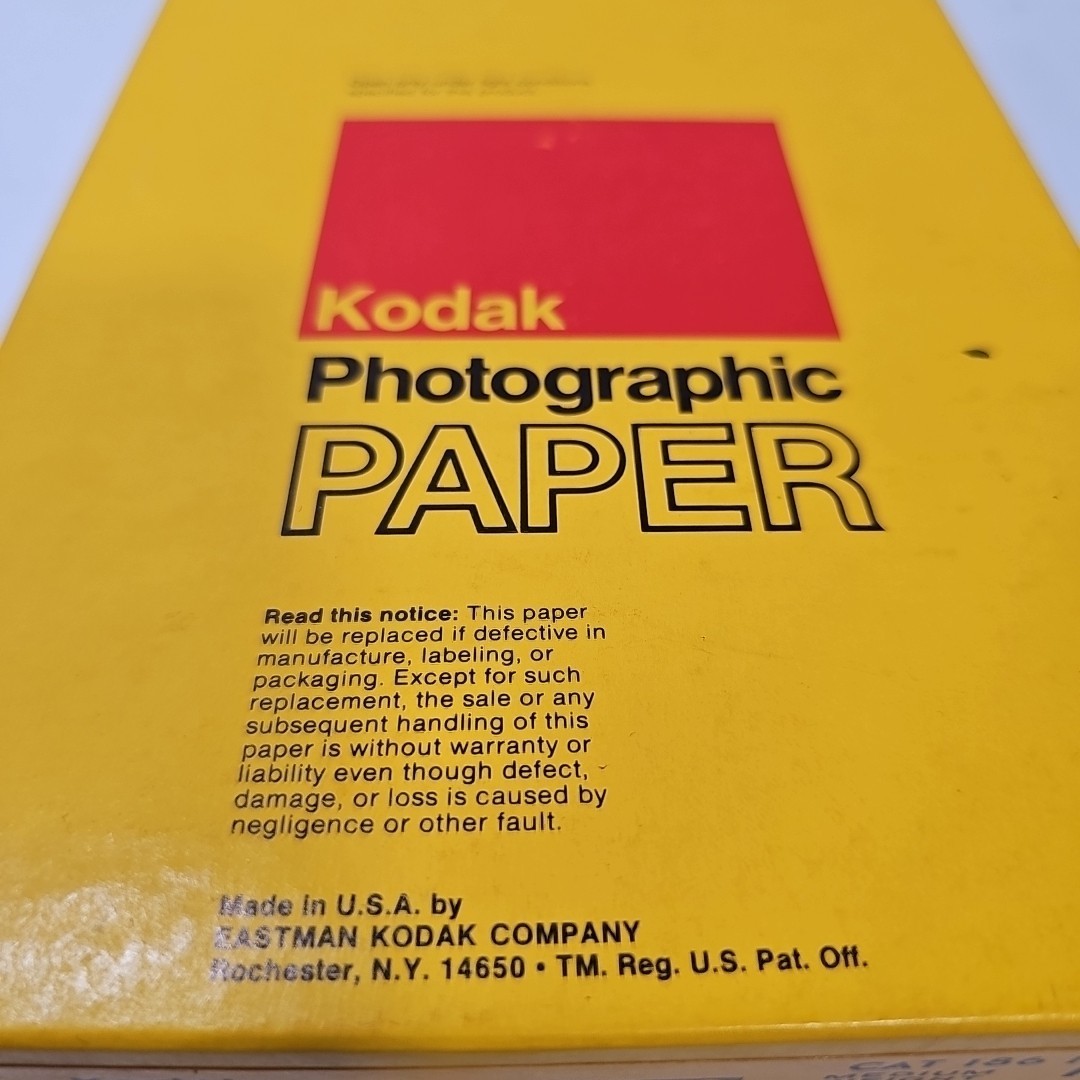 Kodak
Photographic
PAPER
Read this notice: This paper
will be replaced if defective in
manufacture, labeling, or
packaging. Except for such
replacement, the sale or any
subsequent handling of this
paper is without warranty or
liability even though defect,
damage, or loss is caused by
negligence or other fault.
Made in U.S.A. by
EASTMAN KODAK COMPANY
Rochester, N.Y. 14650 • TM. Reg. U.S. Pat. Off.
CAT 186
MEDIUM